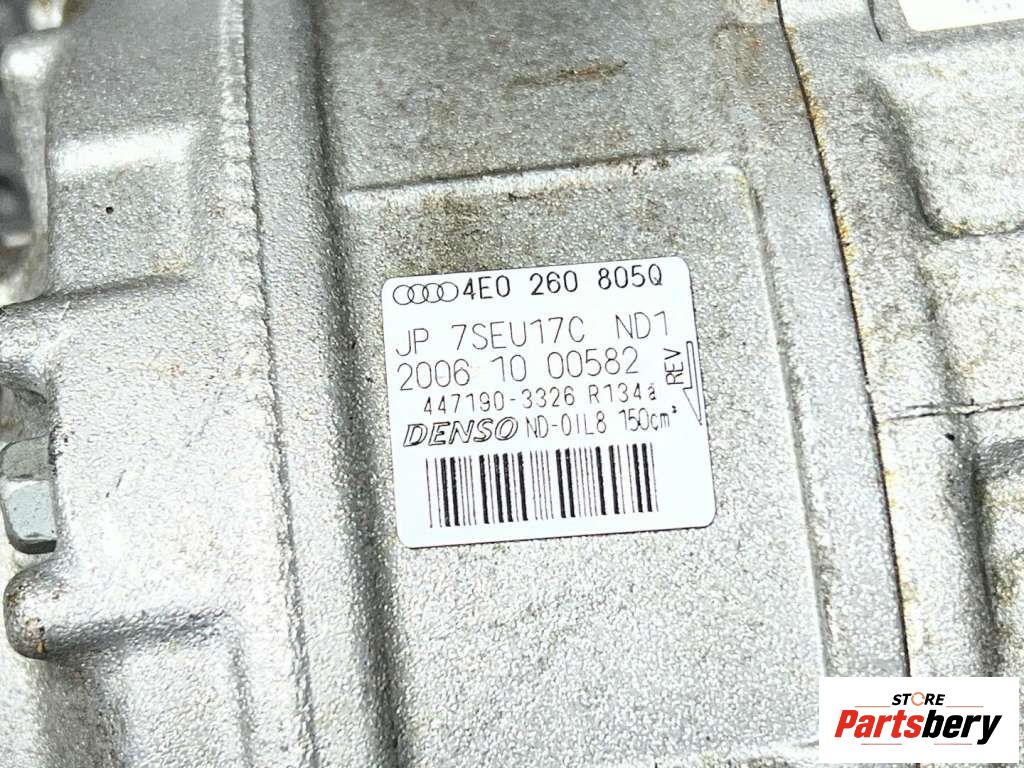 4E0 260 805Q
JP 7SEU17C ND1
2006 10 00582
REV
447190-3326 R134a
DENSO ND-OIL8 150cm³
STORE
Partsbery